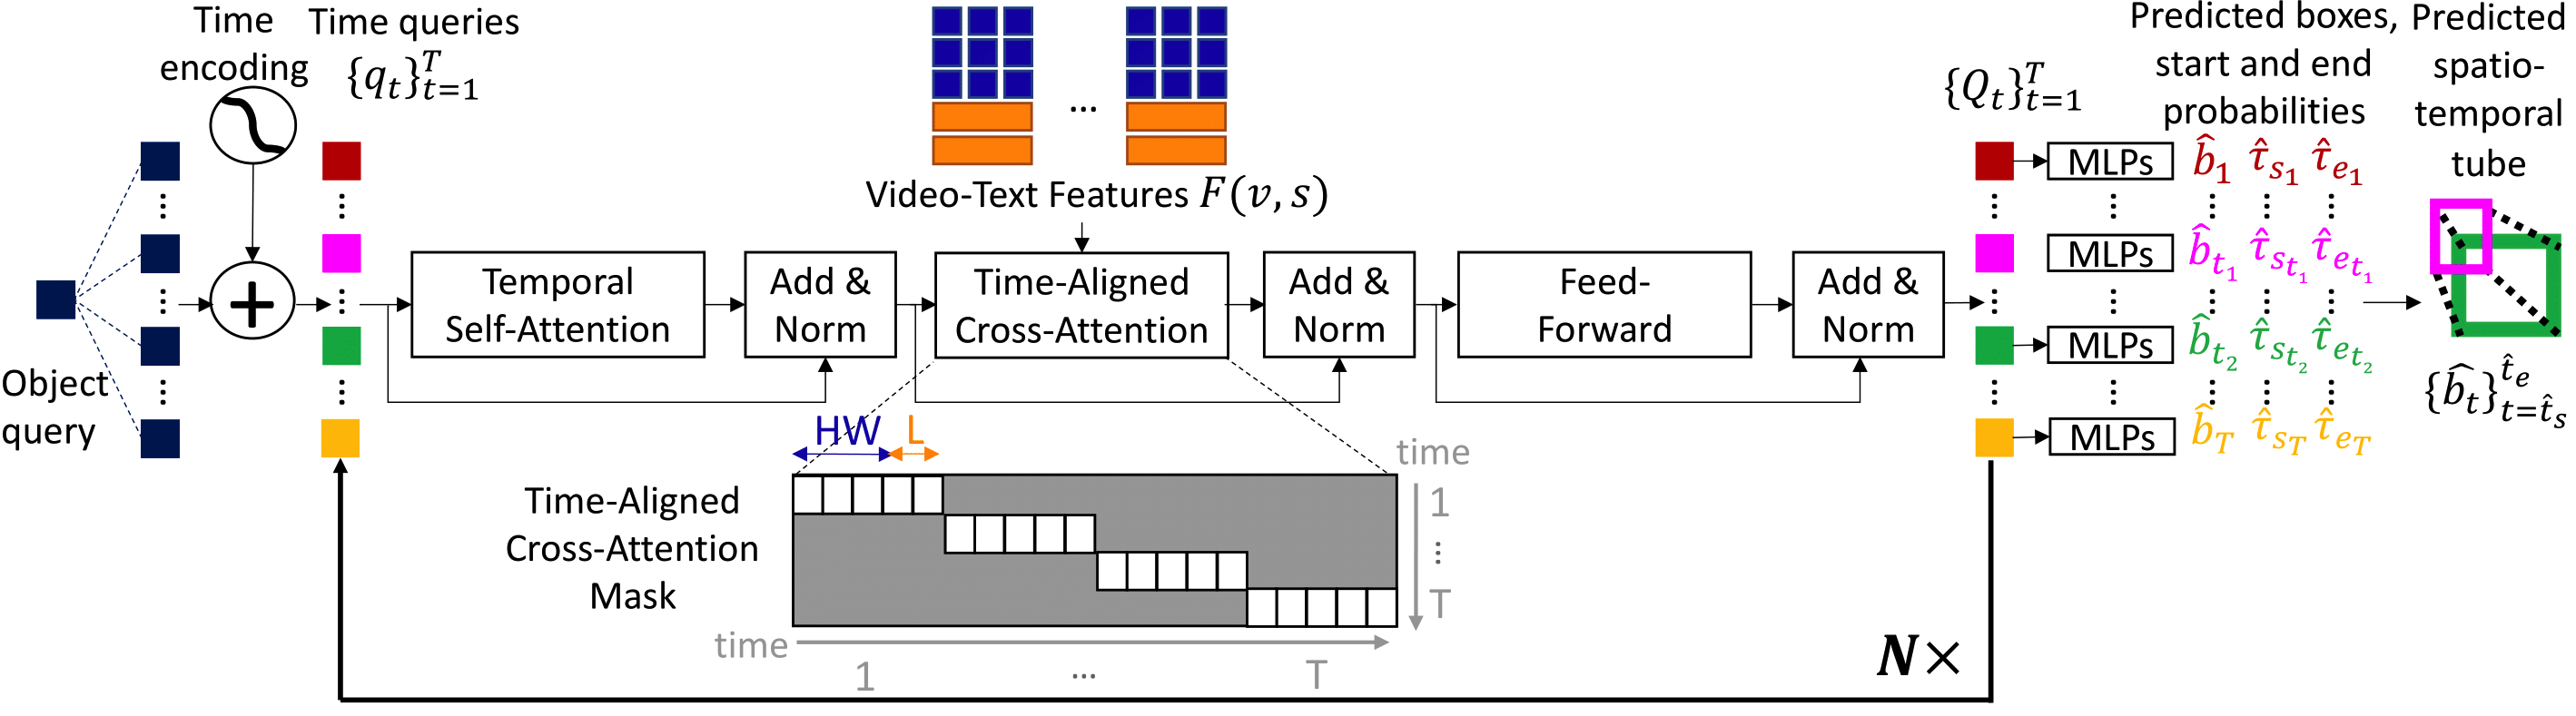 Time
encoding
Time queries
{q_t}_{t=1}^T
Object
query
+
...
Video-Text Features F(v, s)
Temporal
Self-Attention
Add &
Norm
Time-Aligned
Cross-Attention
Add &
Norm
Feed-
Forward
Add &
Norm
HW L
Time-Aligned
Cross-Attention
Mask
time
1
...
T
time
1 ... T
N×
{Q_t}_{t=1}^T
MLPs
MLPs
MLPs
MLPs
Predicted boxes,
start and end
probabilities
b̂_1 τ̂_{s_1} τ̂_{e_1}
b̂_{t_1} τ̂_{s_{t_1}} τ̂_{e_{t_1}}
b̂_{t_2} τ̂_{s_{t_2}} τ̂_{e_{t_2}}
b̂_T τ̂_{s_T} τ̂_{e_T}
Predicted
spatio-
temporal
tube
{b̂_t}_{t=t̂_s}^{t̂_e}